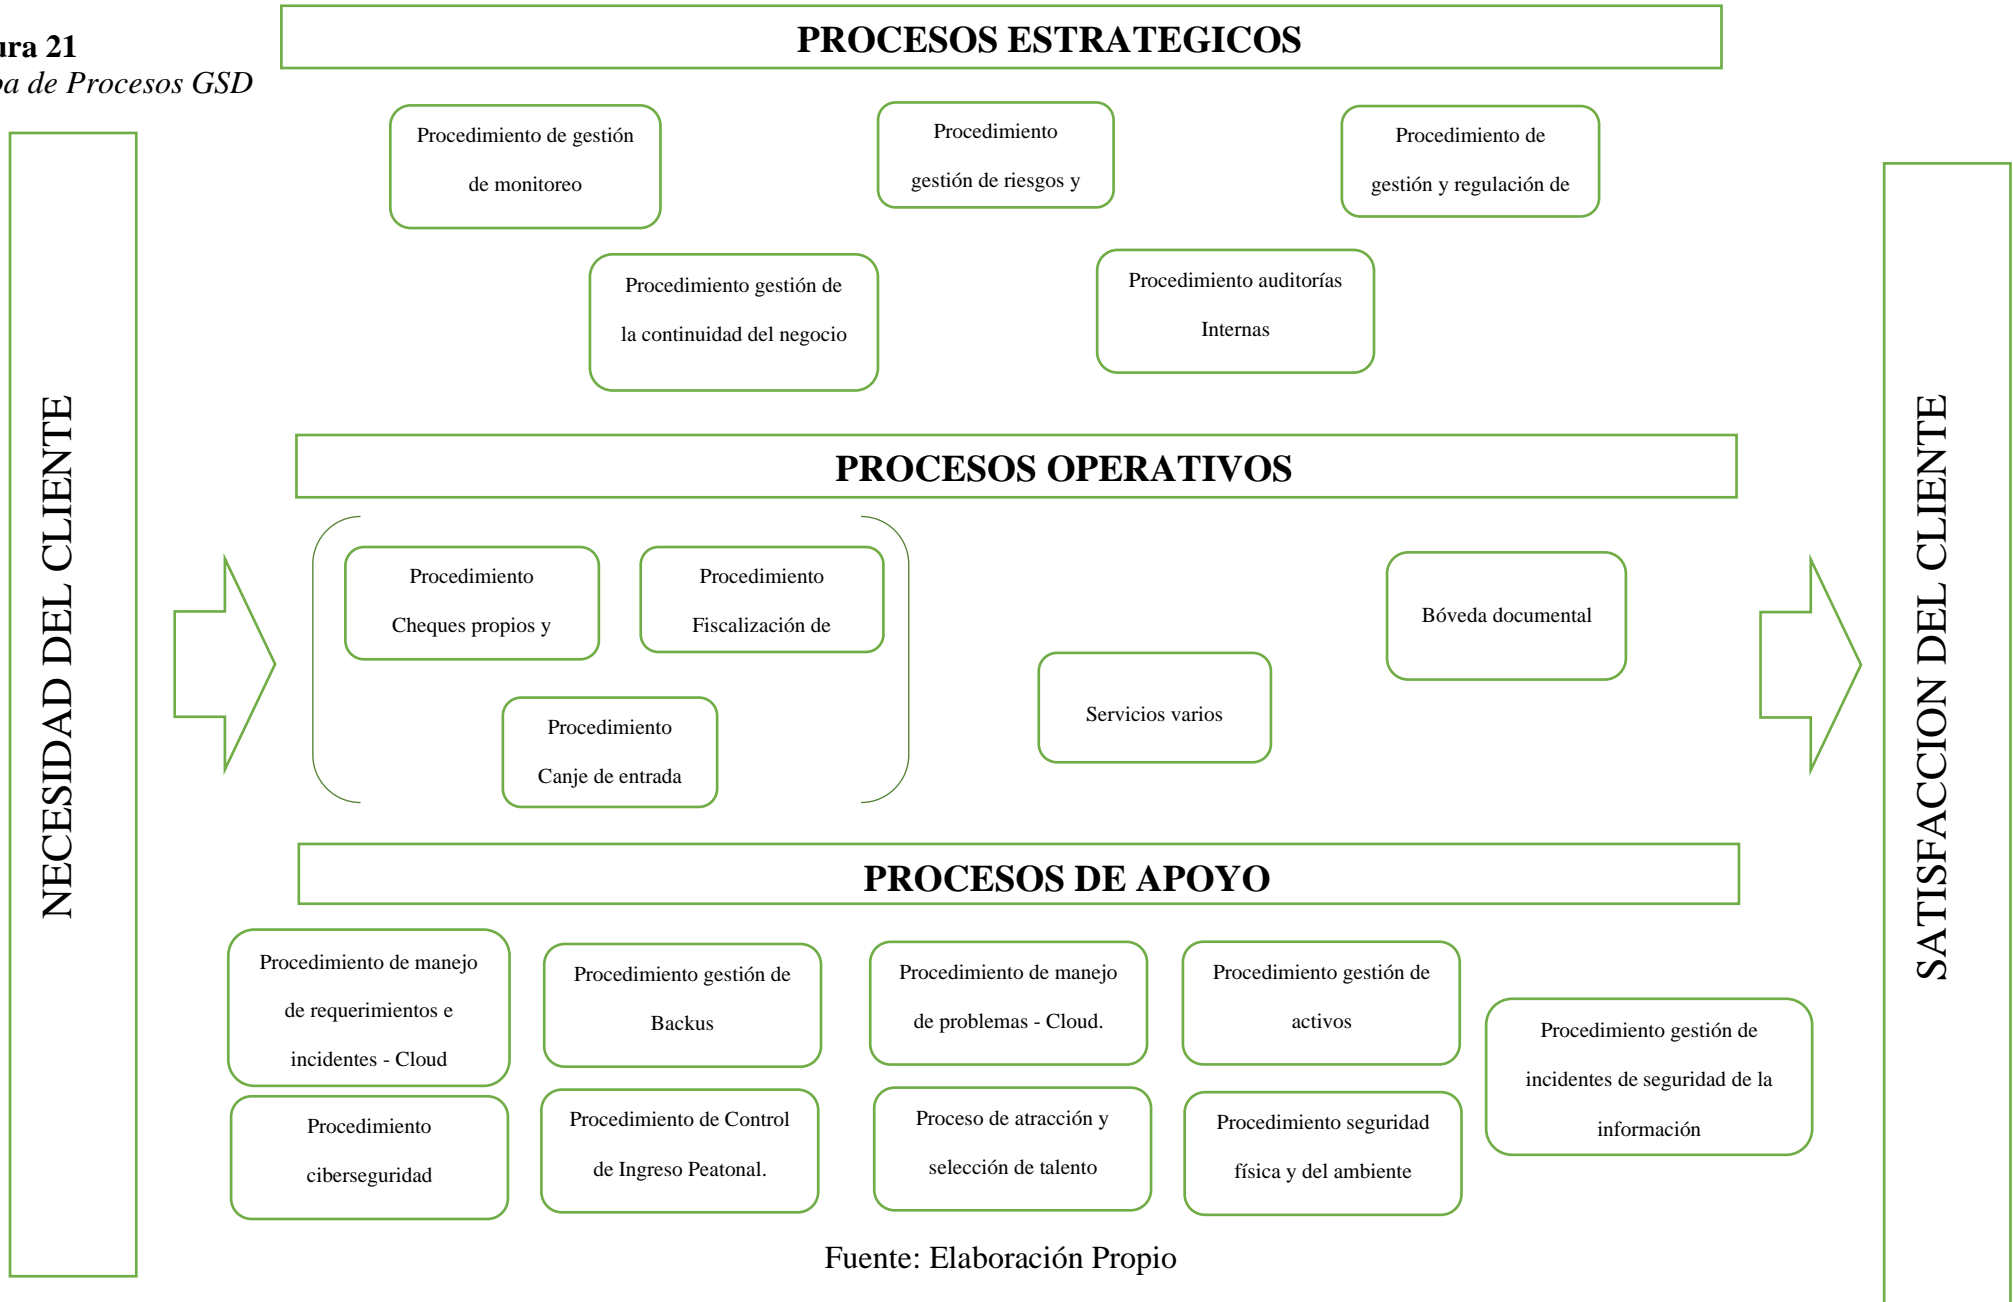 ura 21
pa de Procesos GSD
PROCESOS ESTRATEGICOS
Procedimiento de gestión
de monitoreo
Procedimiento
gestión de riesgos y
Procedimiento de
gestión y regulación de
Procedimiento gestión de
la continuidad del negocio
Procedimiento auditorías
Internas
NECESIDAD DEL CLIENTE
PROCESOS OPERATIVOS
Procedimiento
Cheques propios y
Procedimiento
Fiscalización de
Procedimiento
Canje de entrada
Servicios varios
Bóveda documental
SATISFACCION DEL CLIENTE
PROCESOS DE APOYO
Procedimiento de manejo
de requerimientos e
incidentes - Cloud
Procedimiento gestión de
Backus
Procedimiento de manejo
de problemas - Cloud.
Procedimiento gestión de
activos
Procedimiento gestión de
incidentes de seguridad de la
información
Procedimiento
ciberseguridad
Procedimiento de Control
de Ingreso Peatonal.
Proceso de atracción y
selección de talento
Procedimiento seguridad
física y del ambiente
Fuente: Elaboración Propio